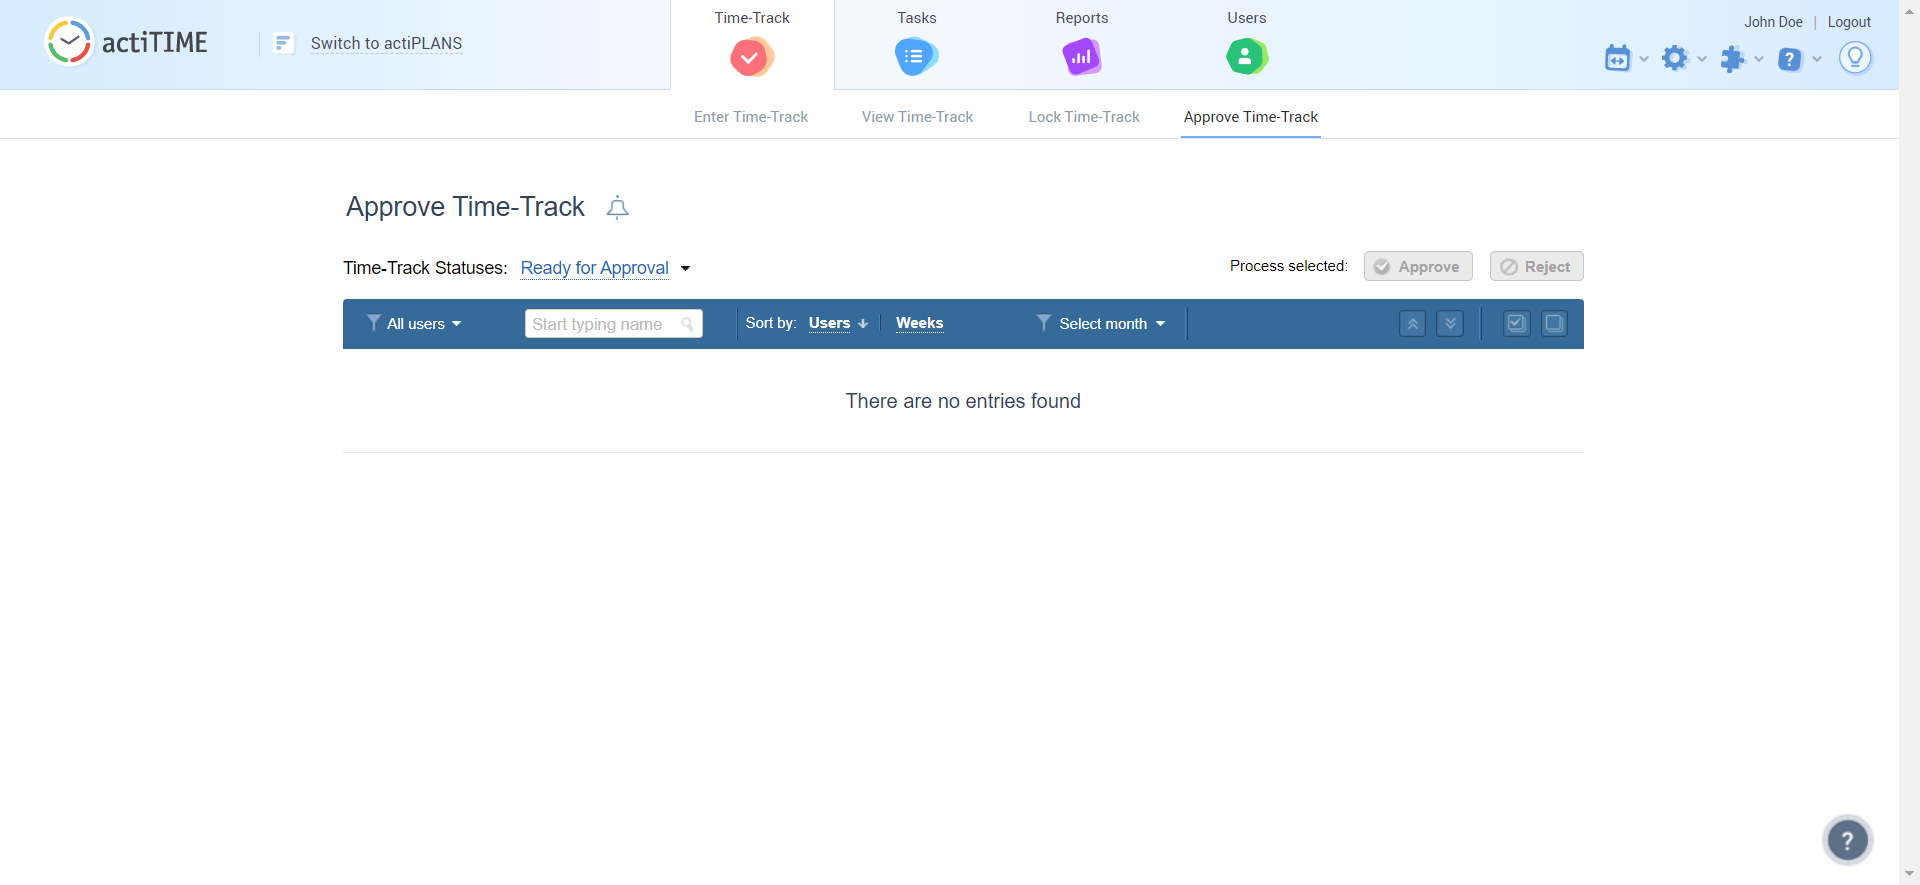 actiTIME
Switch to actiPLANS
Time-Track
Tasks
Reports
Users
John Doe | Logout
?
Enter Time-Track
View Time-Track
Lock Time-Track
Approve Time-Track
Approve Time-Track
Time-Track Statuses: Ready for Approval
Process selected: Approve Reject
All users
Start typing name
Sort by: Users Weeks
Select month
There are no entries found
?